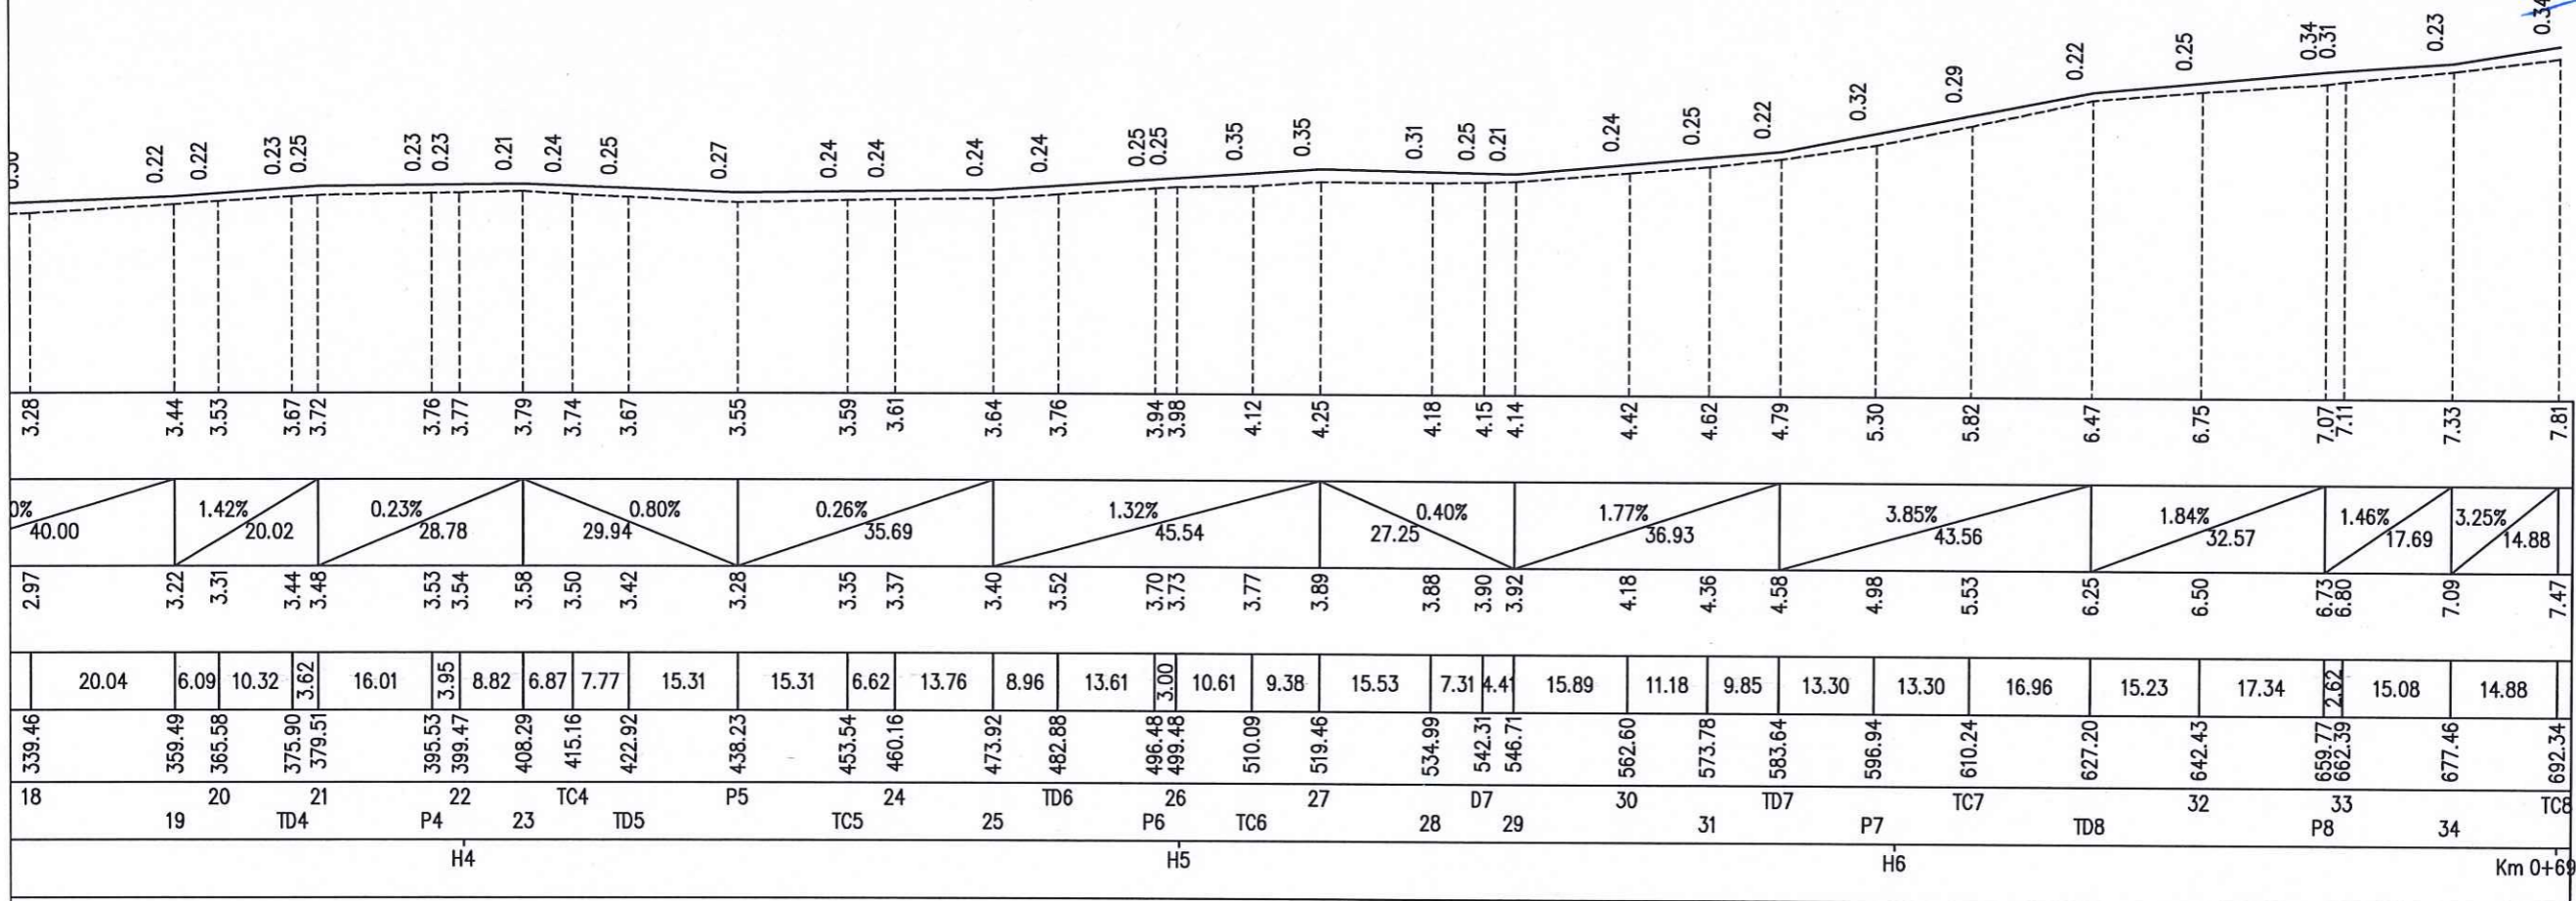 0.22 0.22 0.23 0.25 0.23 0.23 0.21 0.24 0.25 0.27 0.24 0.24 0.24 0.24 0.25 0.25 0.35 0.35 0.31 0.25 0.21 0.24 0.25 0.22 0.32 0.29 0.22 0.25 0.34 0.31 0.23 0.34
3.28 3.44 3.53 3.67 3.72 3.76 3.77 3.79 3.74 3.67 3.55 3.59 3.61 3.64 3.76 3.94 3.98 4.12 4.25 4.18 4.15 4.14 4.42 4.62 4.79 5.30 5.82 6.47 6.75 7.07 7.11 7.33 7.81
0% 1.42% 0.23% 0.80% 0.26% 1.32% 0.40% 1.77% 3.85% 1.84% 1.46% 3.25%
40.00 20.02 28.78 29.94 35.69 45.54 27.25 36.93 43.56 32.57 17.69 14.88
2.97 3.22 3.31 3.44 3.48 3.53 3.54 3.58 3.50 3.42 3.28 3.35 3.37 3.40 3.52 3.70 3.73 3.77 3.89 3.88 3.90 3.92 4.18 4.36 4.58 4.98 5.53 6.25 6.50 6.73 6.80 7.09 7.47
20.04 6.09 10.32 3.62 16.01 3.95 8.82 6.87 7.77 15.31 15.31 6.62 13.76 8.96 13.61 3.00 10.61 9.38 15.53 7.31 4.41 15.89 11.18 9.85 13.30 13.30 16.96 15.23 17.34 2.62 15.08 14.88
339.46 359.49 365.58 375.90 379.51 395.53 399.47 408.29 415.16 422.92 438.23 453.54 460.16 473.92 482.88 496.48 499.48 510.09 519.46 534.99 542.31 546.71 562.60 573.78 583.64 596.94 610.24 627.20 642.43 659.77 662.39 677.46 692.34
18 20 21 22 TC4 P5 24 TD6 26 27 D7 30 TD7 TC7 32 33 TC8
19 TD4 P4 23 TD5 TC5 25 P6 TC6 28 29 31 P7 TD8 P8 34
H4 H5 H6 Km 0+69